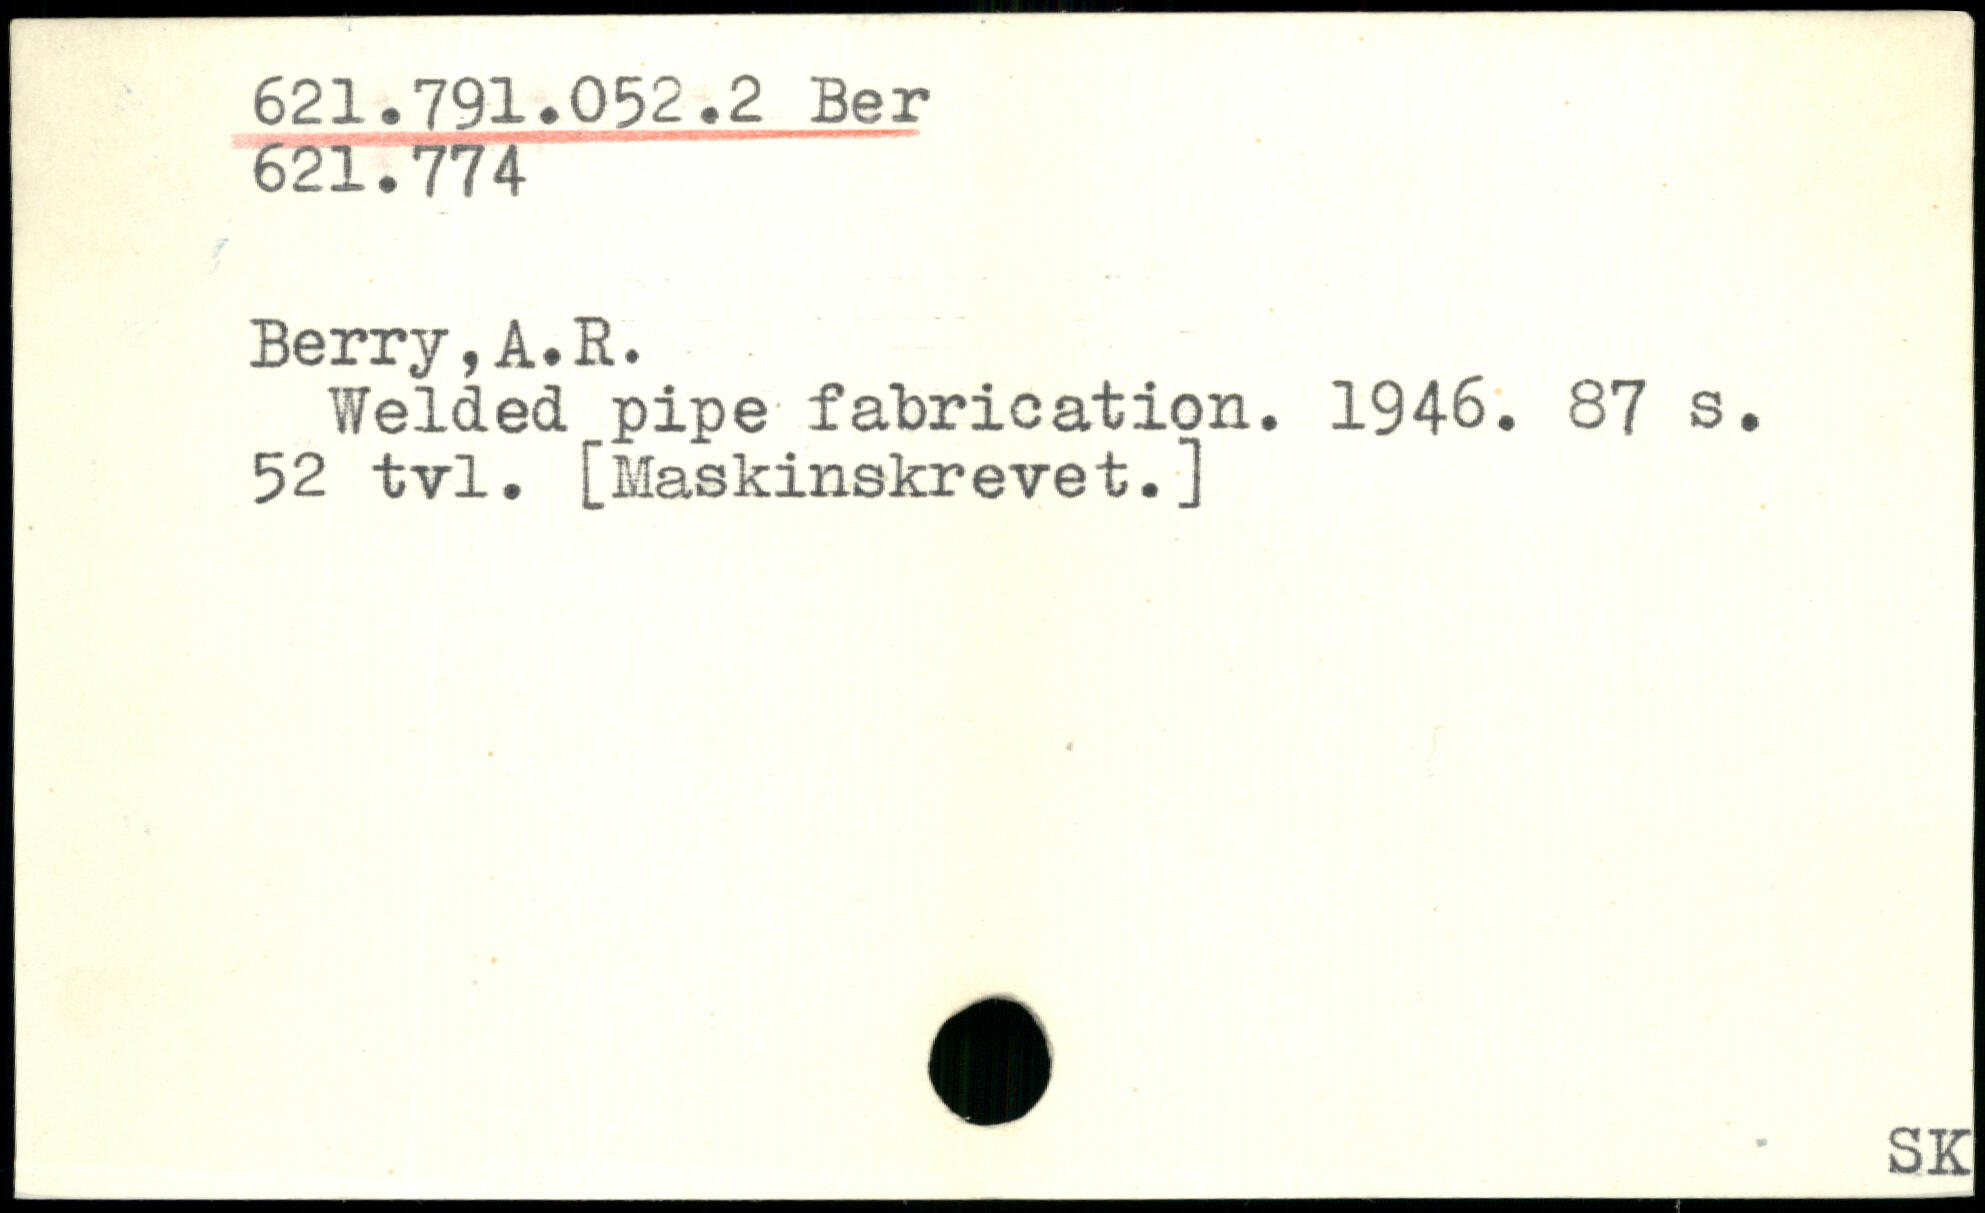 621.791.052.2 Ber
621.774
Berry,A.R.
Welded pipe fabrication. 1946. 87 s.
52 tvl. [Maskinskrevet.]
SK